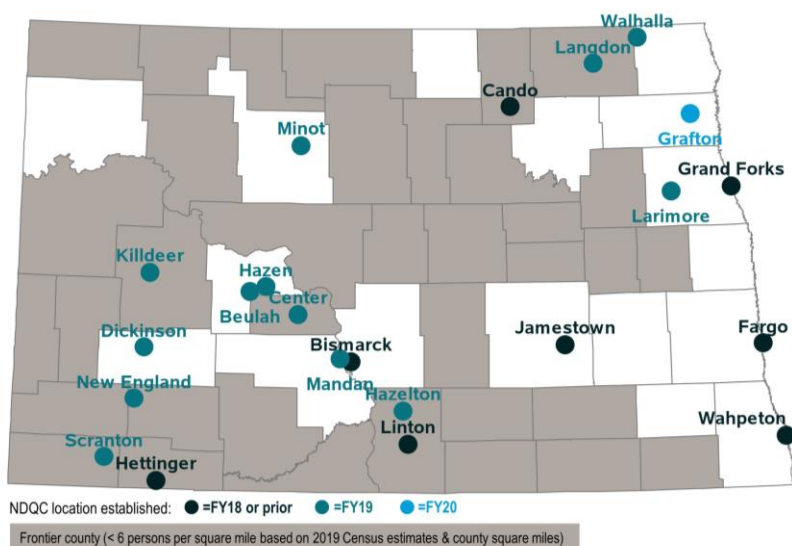 Walhalla
Langdon
Cando
Minot
Grafton
Grand Forks
Larimore
Killdeer
Hazen
Center
Beulah
Dickinson
Bismarck
Jamestown
Fargo
Mandan
New England
Hazelton
Linton
Wahpeton
Scranton
Hettinger
NDQC location established: =FY18 or prior =FY19 =FY20
Frontier county (< 6 persons per square mile based on 2019 Census estimates & county square miles)